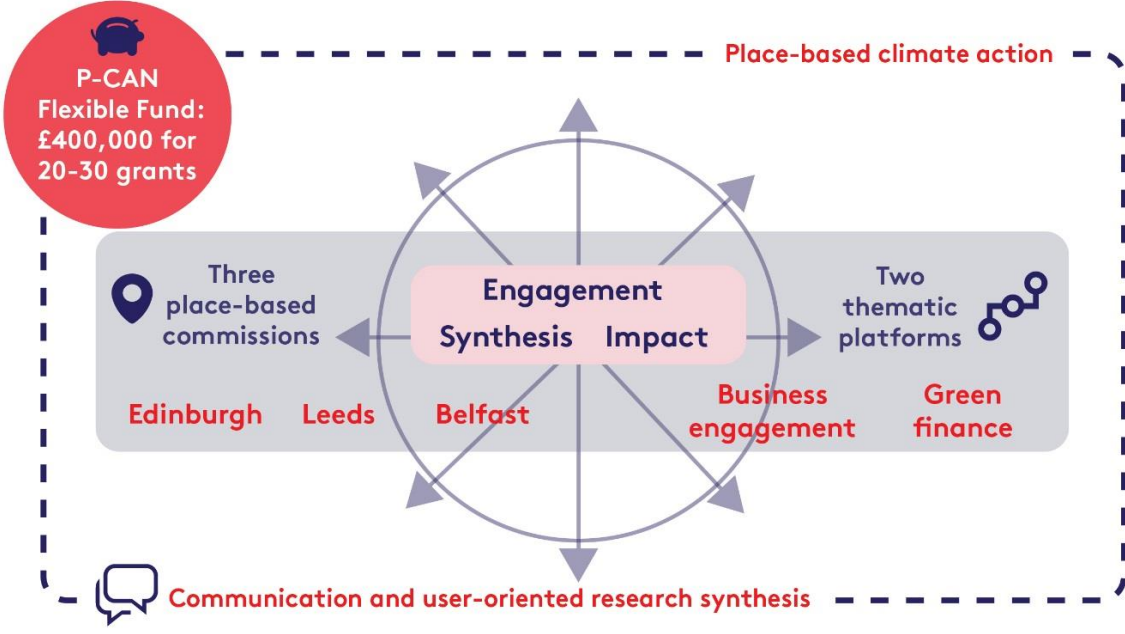 P-CAN
Flexible Fund:
£400,000 for
20-30 grants
Place-based climate action
Three
place-based
commissions
Engagement
Synthesis Impact
Two
thematic
platforms
Edinburgh Leeds Belfast
Business
engagement
Green
finance
Communication and user-oriented research synthesis